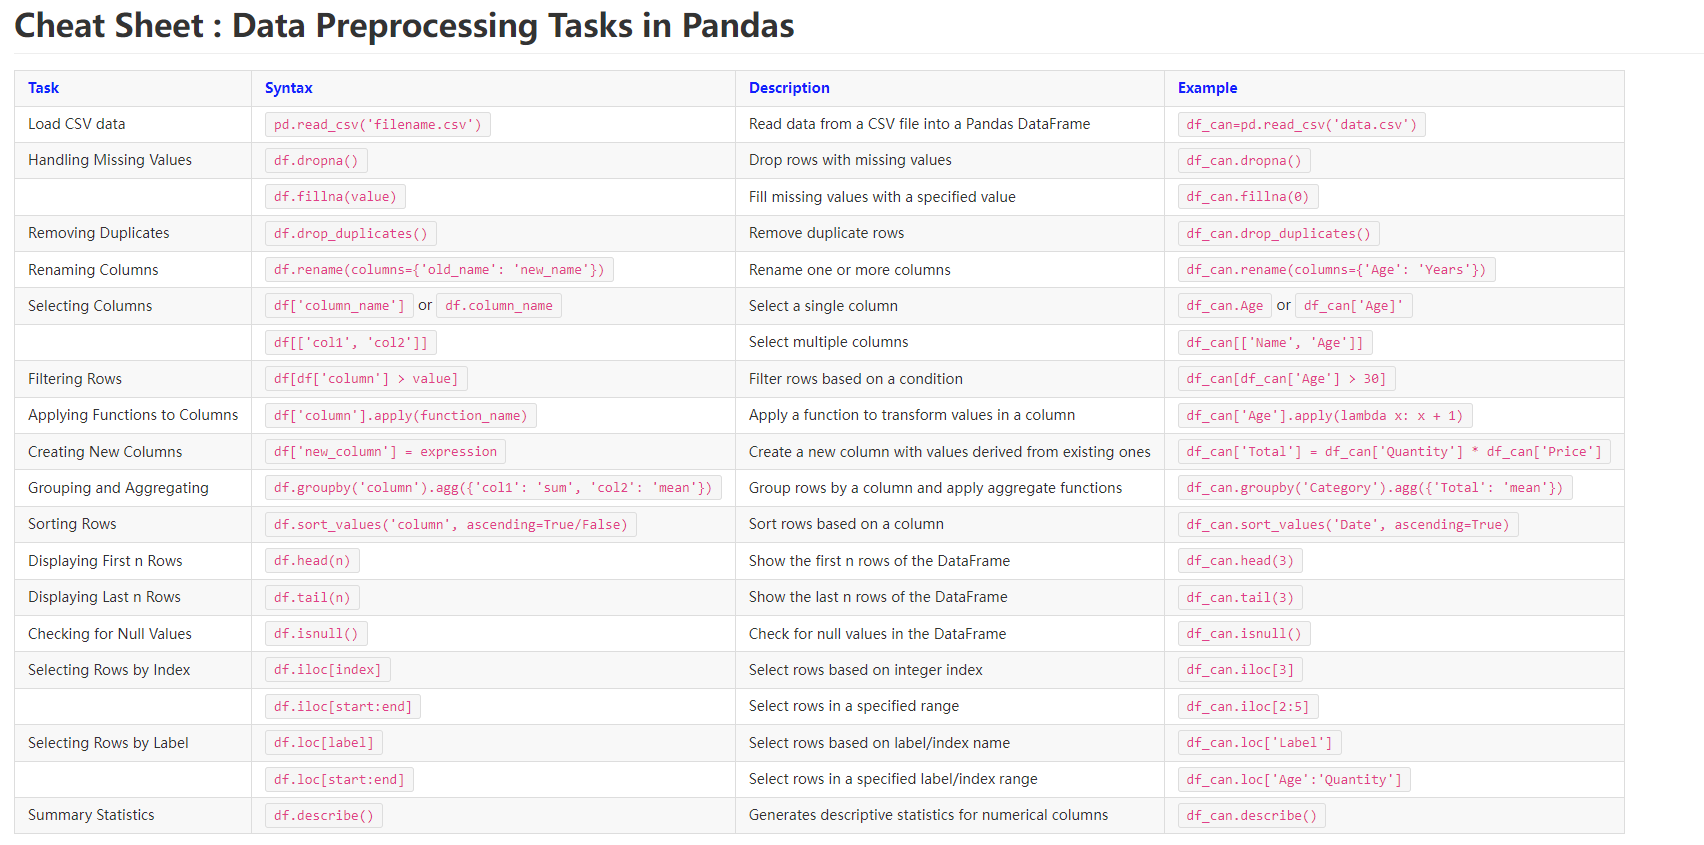 Cheat Sheet : Data Preprocessing Tasks in Pandas
Task Syntax Description Example
Load CSV data pd.read_csv('filename.csv') Read data from a CSV file into a Pandas DataFrame df_can=pd.read_csv('data.csv')
Handling Missing Values df.dropna() Drop rows with missing values df_can.dropna()
df.fillna(value) Fill missing values with a specified value df_can.fillna(0)
Removing Duplicates df.drop_duplicates() Remove duplicate rows df_can.drop_duplicates()
Renaming Columns df.rename(columns={'old_name': 'new_name'}) Rename one or more columns df_can.rename(columns={'Age': 'Years'})
Selecting Columns df['column_name'] or df.column_name Select a single column df_can.Age or df_can['Age]'
df[['col1', 'col2']] Select multiple columns df_can[['Name', 'Age']]
Filtering Rows df[df['column'] > value] Filter rows based on a condition df_can[df_can['Age'] > 30]
Applying Functions to Columns df['column'].apply(function_name) Apply a function to transform values in a column df_can['Age'].apply(lambda x: x + 1)
Creating New Columns df['new_column'] = expression Create a new column with values derived from existing ones df_can['Total'] = df_can['Quantity'] * df_can['Price']
Grouping and Aggregating df.groupby('column').agg({'col1': 'sum', 'col2': 'mean'}) Group rows by a column and apply aggregate functions df_can.groupby('Category').agg({'Total': 'mean'})
Sorting Rows df.sort_values('column', ascending=True/False) Sort rows based on a column df_can.sort_values('Date', ascending=True)
Displaying First n Rows df.head(n) Show the first n rows of the DataFrame df_can.head(3)
Displaying Last n Rows df.tail(n) Show the last n rows of the DataFrame df_can.tail(3)
Checking for Null Values df.isnull() Check for null values in the DataFrame df_can.isnull()
Selecting Rows by Index df.iloc[index] Select rows based on integer index df_can.iloc[3]
df.iloc[start:end] Select rows in a specified range df_can.iloc[2:5]
Selecting Rows by Label df.loc[label] Select rows based on label/index name df_can.loc['Label']
df.loc[start:end] Select rows in a specified label/index range df_can.loc['Age':'Quantity']
Summary Statistics df.describe() Generates descriptive statistics for numerical columns df_can.describe()